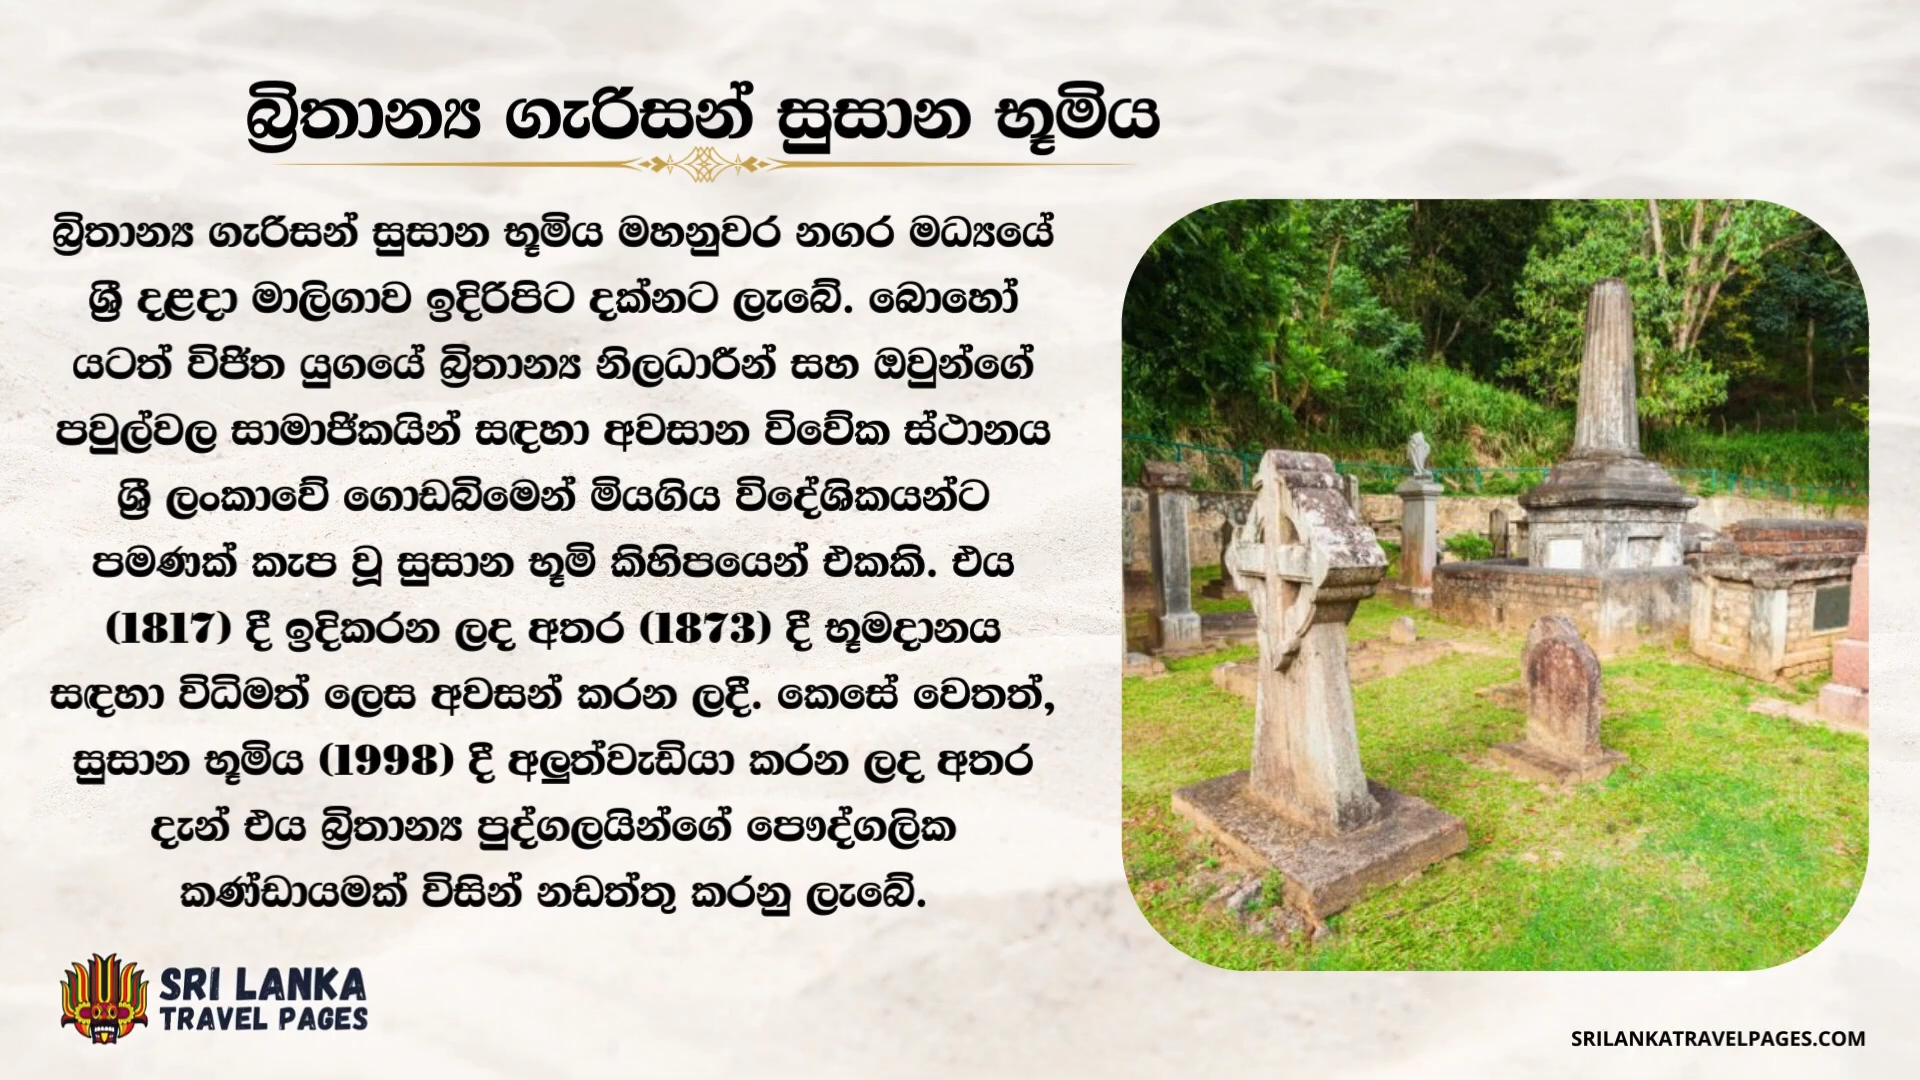 බ්‍රිතාන්‍ය ගැරිසන් සුසාන භූමිය
බ්‍රිතාන්‍ය ගැරිසන් සුසාන භූමිය මහනුවර නගර මධ්‍යයේ
ශ්‍රී දළදා මාලිගාව ඉදිරිපිට දක්නට ලැබේ. බොහෝ
යටත් විජිත යුගයේ බ්‍රිතාන්‍ය නිලධාරීන් සහ ඔවුන්ගේ
පවුල්වල සාමාජිකයින් සඳහා අවසාන විවේක ස්ථානය
ශ්‍රී ලංකාවේ ගොඩබිමෙන් මියගිය විදේශිකයන්ට
පමණක් කැප වූ සුසාන භූමි කිහිපයෙන් එකකි. එය
(1817) දී ඉදිකරන ලද අතර (1873) දී භූමදානය
සඳහා විධිමත් ලෙස අවසන් කරන ලදී. කෙසේ වෙතත්,
සුසාන භූමිය (1998) දී අලුත්වැඩියා කරන ලද අතර
දැන් එය බ්‍රිතාන්‍ය පුද්ගලයින්ගේ පෞද්ගලික
කණ්ඩායමක් විසින් නඩත්තු කරනු ලැබේ.
SRI LANKA
TRAVEL PAGES
SRILANKATRAVELPAGES.COM